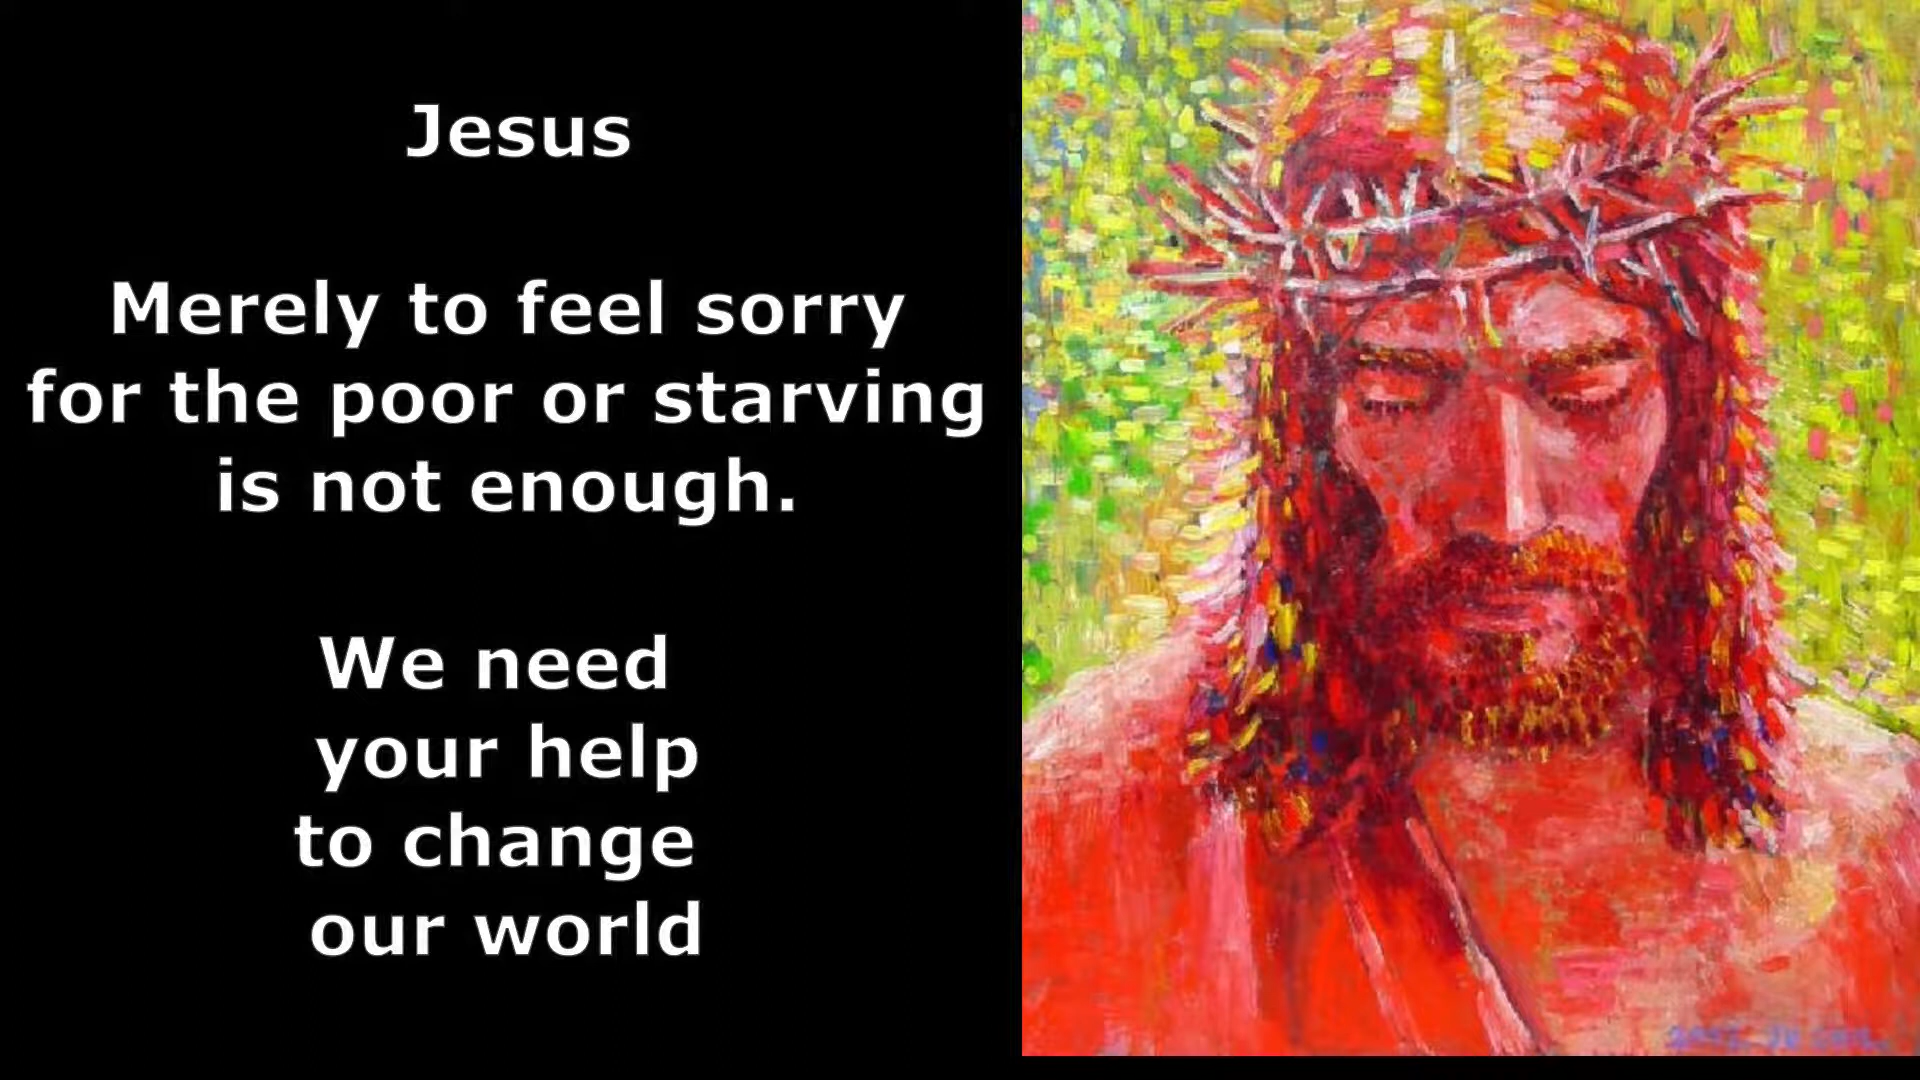 Jesus
Merely to feel sorry
for the poor or starving
is not enough.
We need
your help
to change
our world